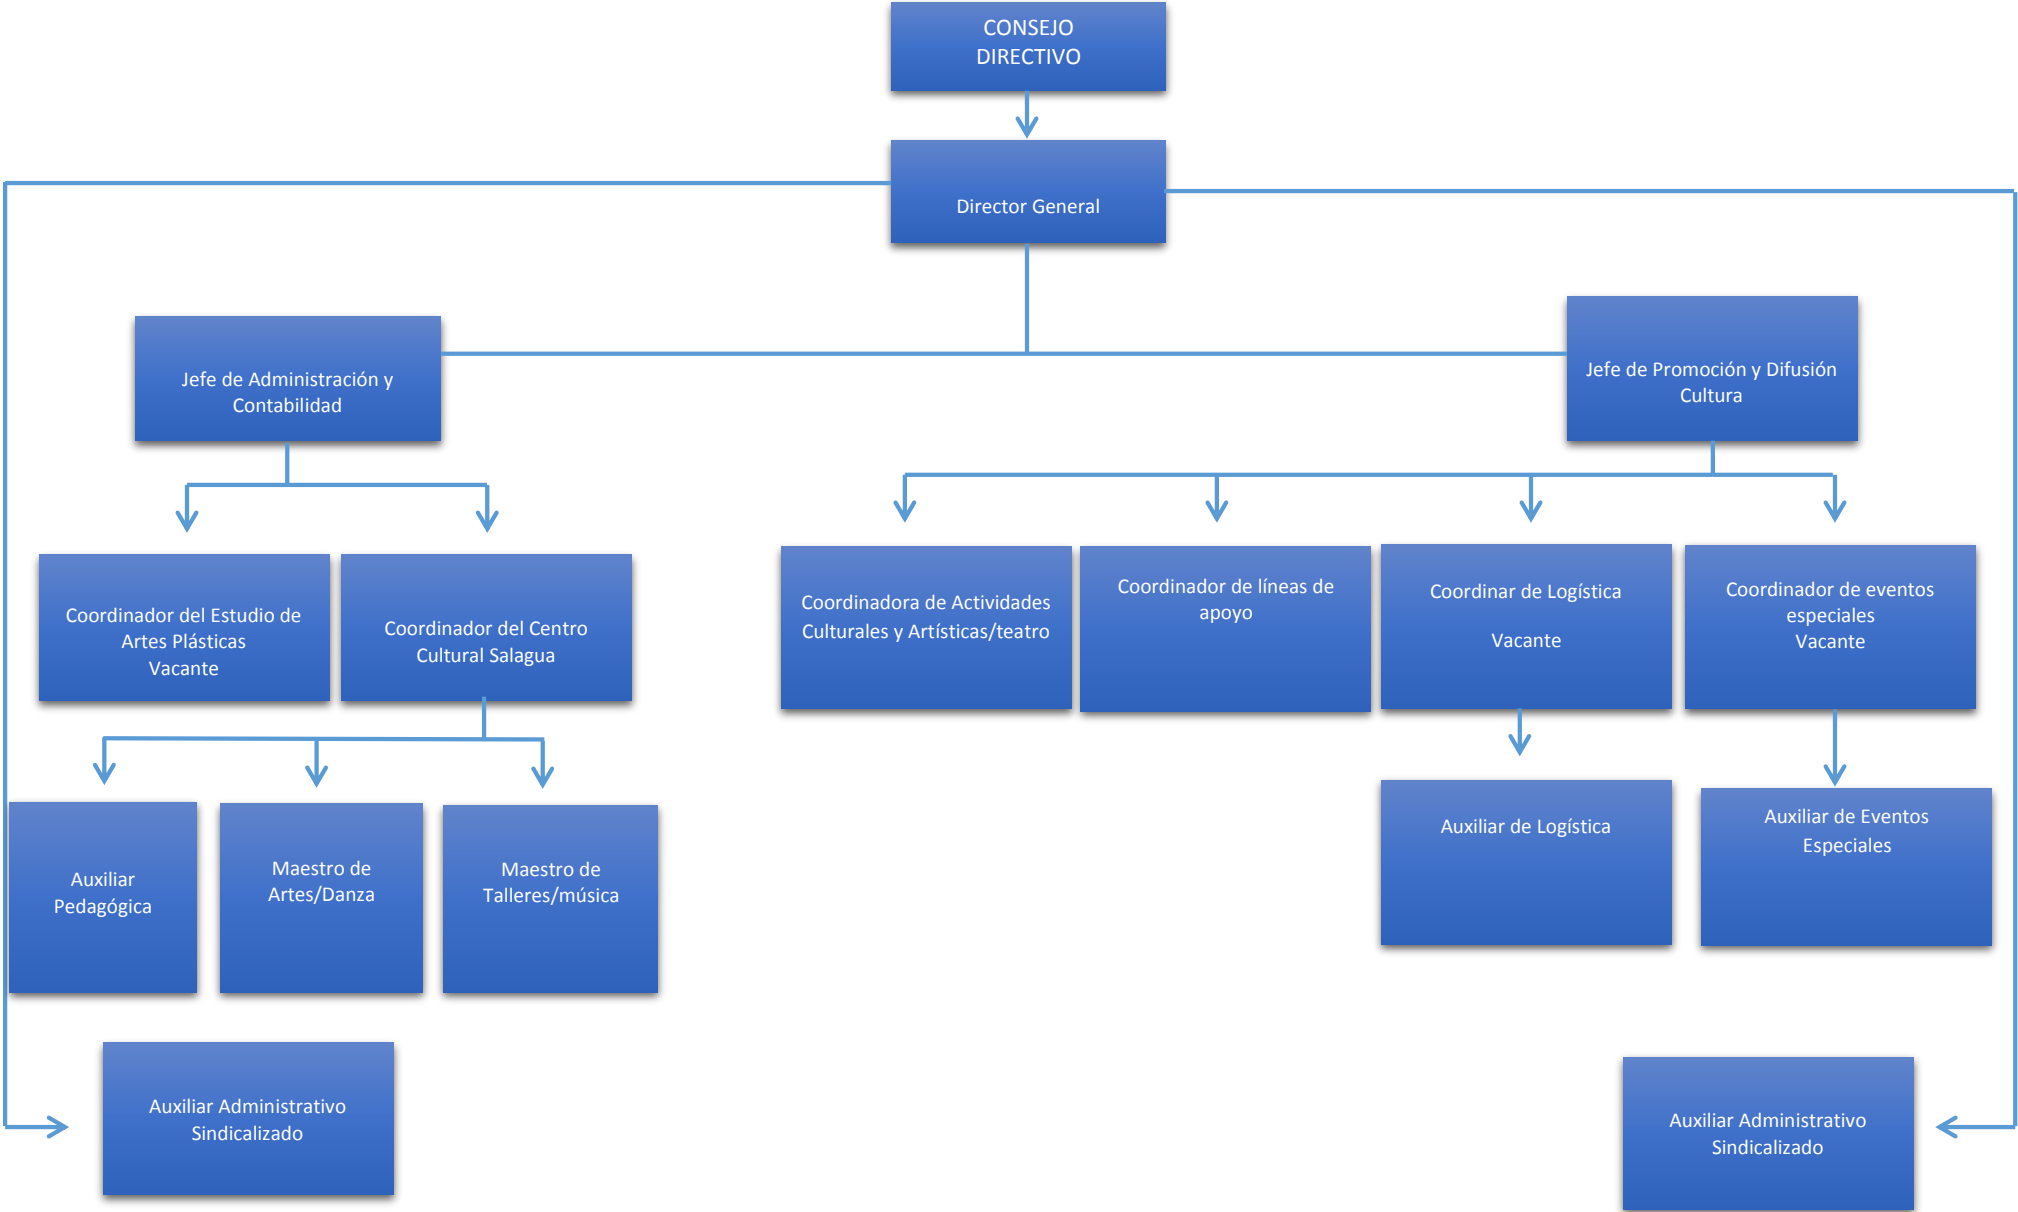 CONSEJO
DIRECTIVO
Director General
Jefe de Administración y
Contabilidad
Jefe de Promoción y Difusión
Cultura
Coordinador del Estudio de
Artes Plásticas
Vacante
Coordinador del Centro
Cultural Salagua
Coordinadora de Actividades
Culturales y Artísticas/teatro
Coordinador de líneas de
apoyo
Coordinar de Logística
Vacante
Coordinador de eventos
especiales
Vacante
Auxiliar
Pedagógica
Maestro de
Artes/Danza
Maestro de
Talleres/música
Auxiliar de Logística
Auxiliar de Eventos
Especiales
Auxiliar Administrativo
Sindicalizado
Auxiliar Administrativo
Sindicalizado